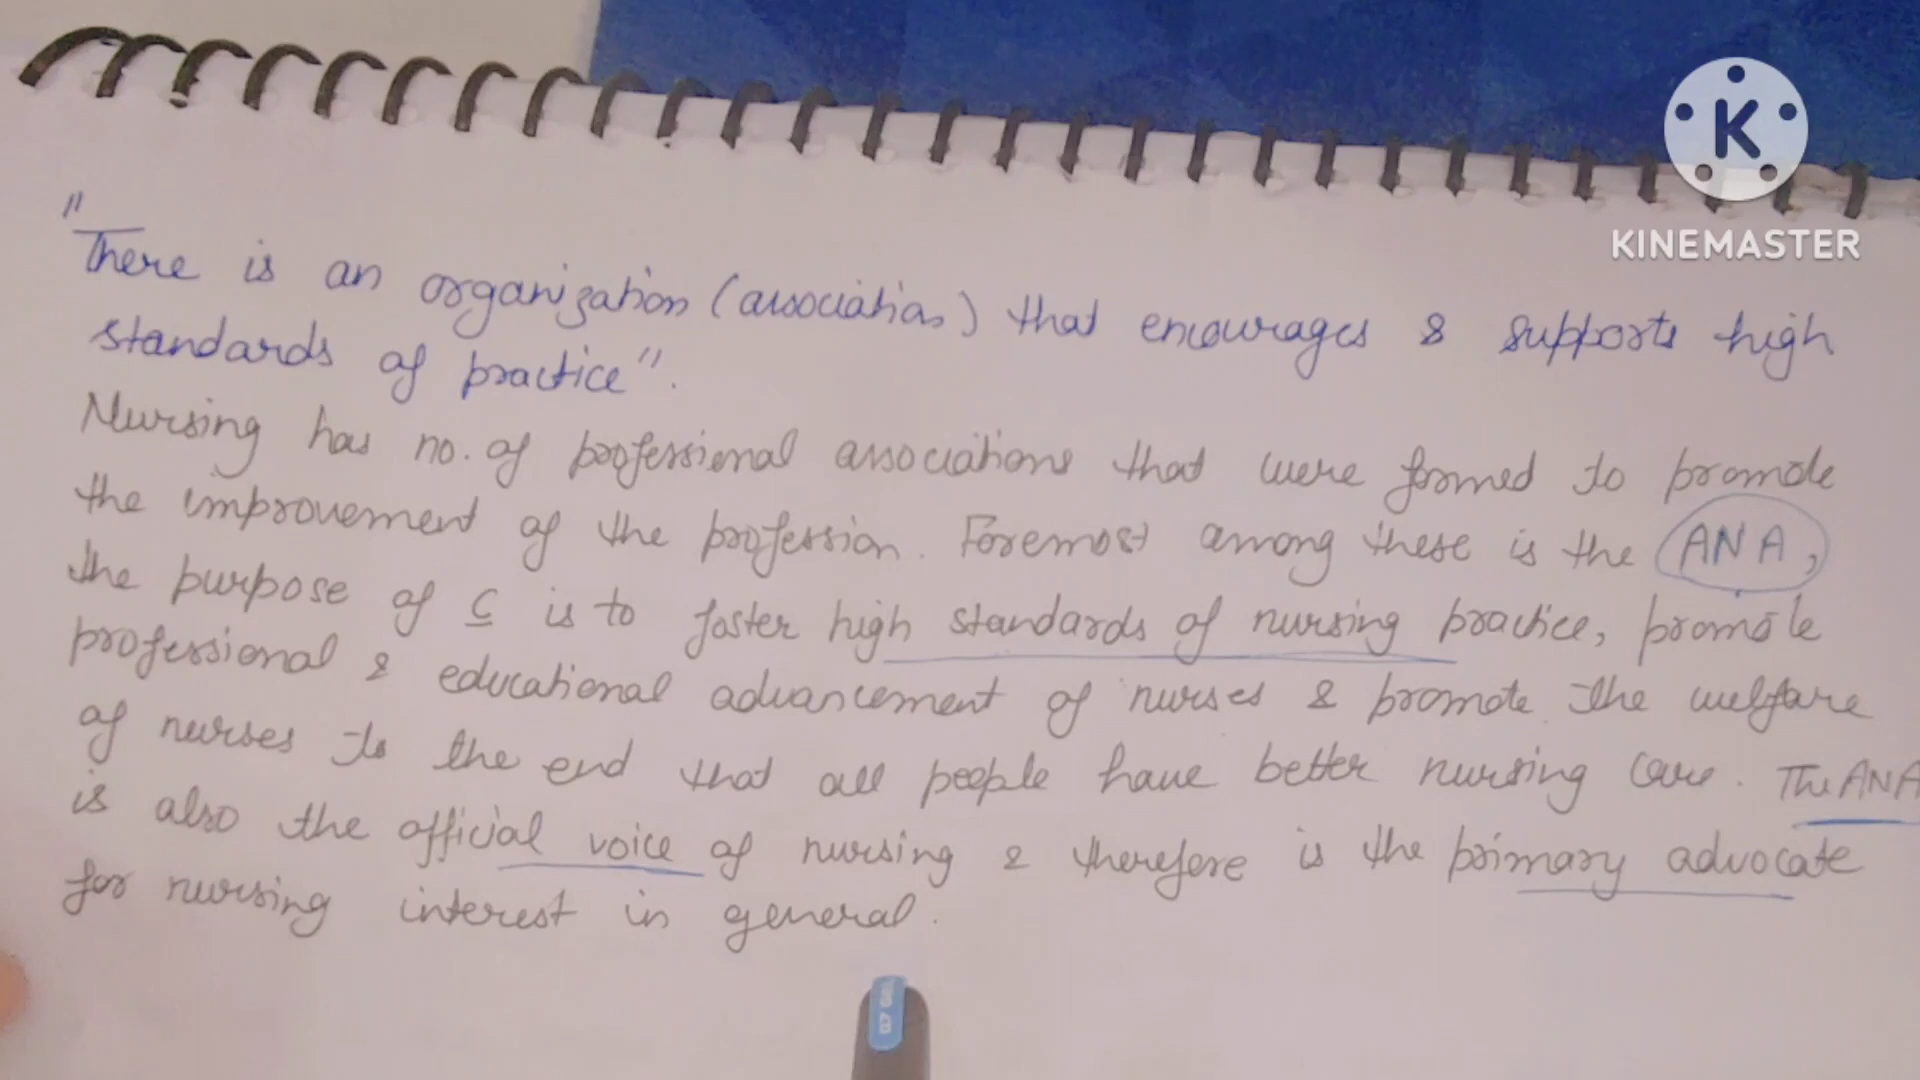 KINEMASTER
"There is an organization (association) that encourages & supports high
standards of practice".
Nursing has no. of professional associations that were formed to promote
the improvement of the profession. Foremost among these is the ANA,
the purpose of C is to foster high standards of nursing practice, promote
professional & educational advancement of nurses & promote the welfare
of nurses to the end that all people have better nursing care. The ANA
is also the official voice of nursing & therefore is the primary advocate
for nursing interest in general.